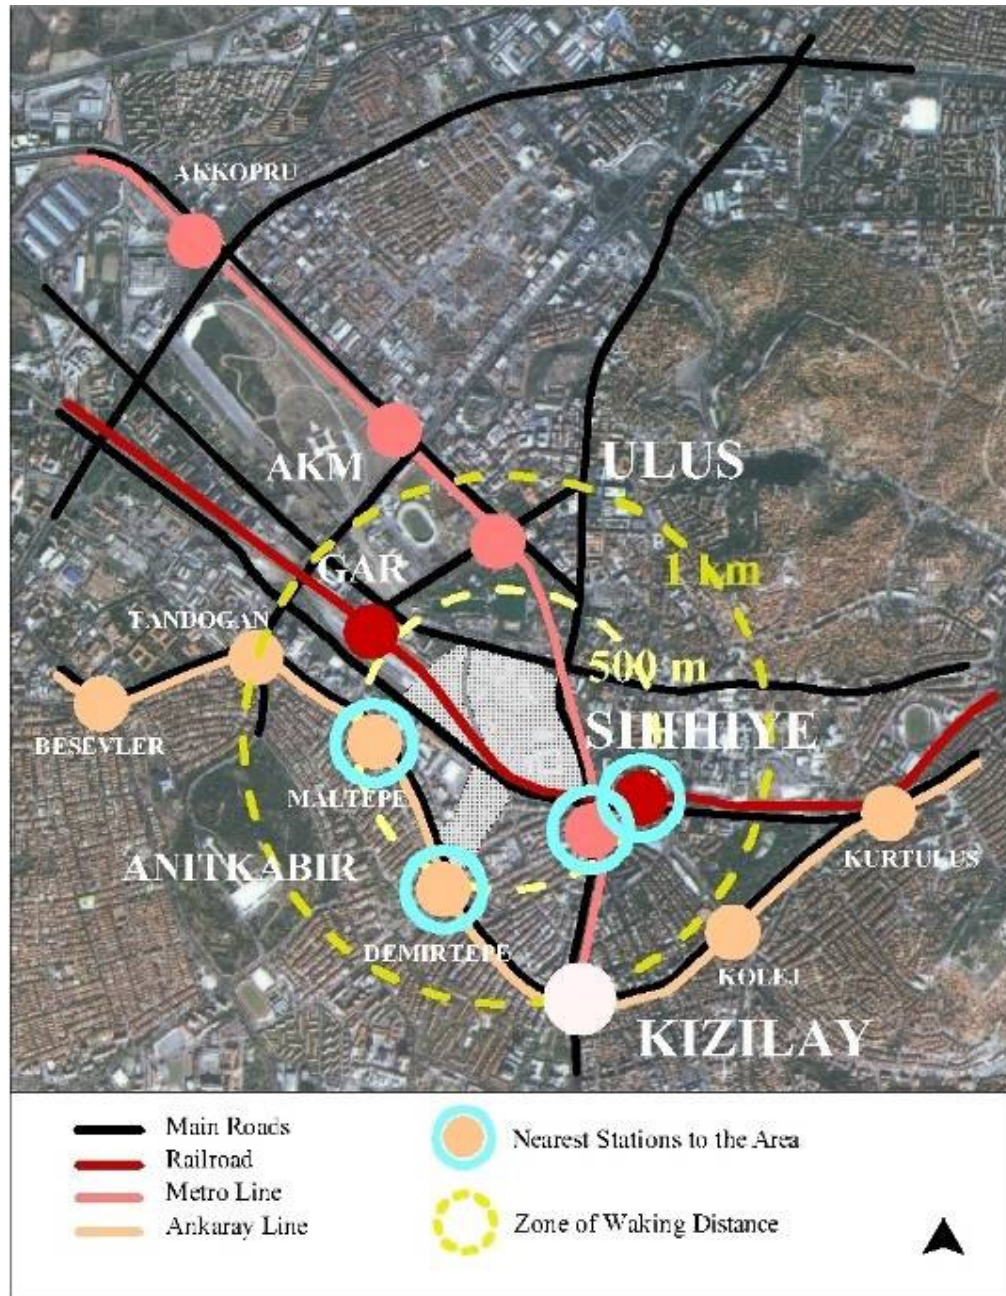 AKKOPRU
AKM
ULUS
GAR
1 km
TANDOGAN
500 m
SIHHIYE
BESEVLER
MALTEPE
ANITKABIR
KURTULUS
DEMIRTEPE
KOLEJ
KIZILAY
Main Roads
Railroad
Metro Line
Ankaray Line
Nearest Stations to the Area
Zone of Waking Distance